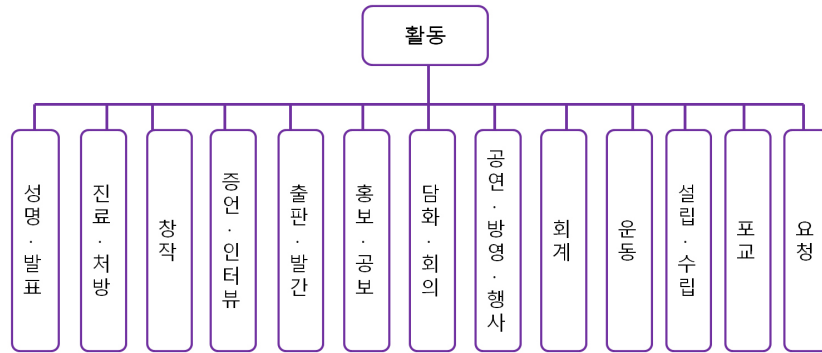 활동
성명·발표
진료·처방
창작
증언·인터뷰
출판·발간
홍보·공보
담화·회의
공연·방영·행사
회계
운동
설립·수립
포교
요청